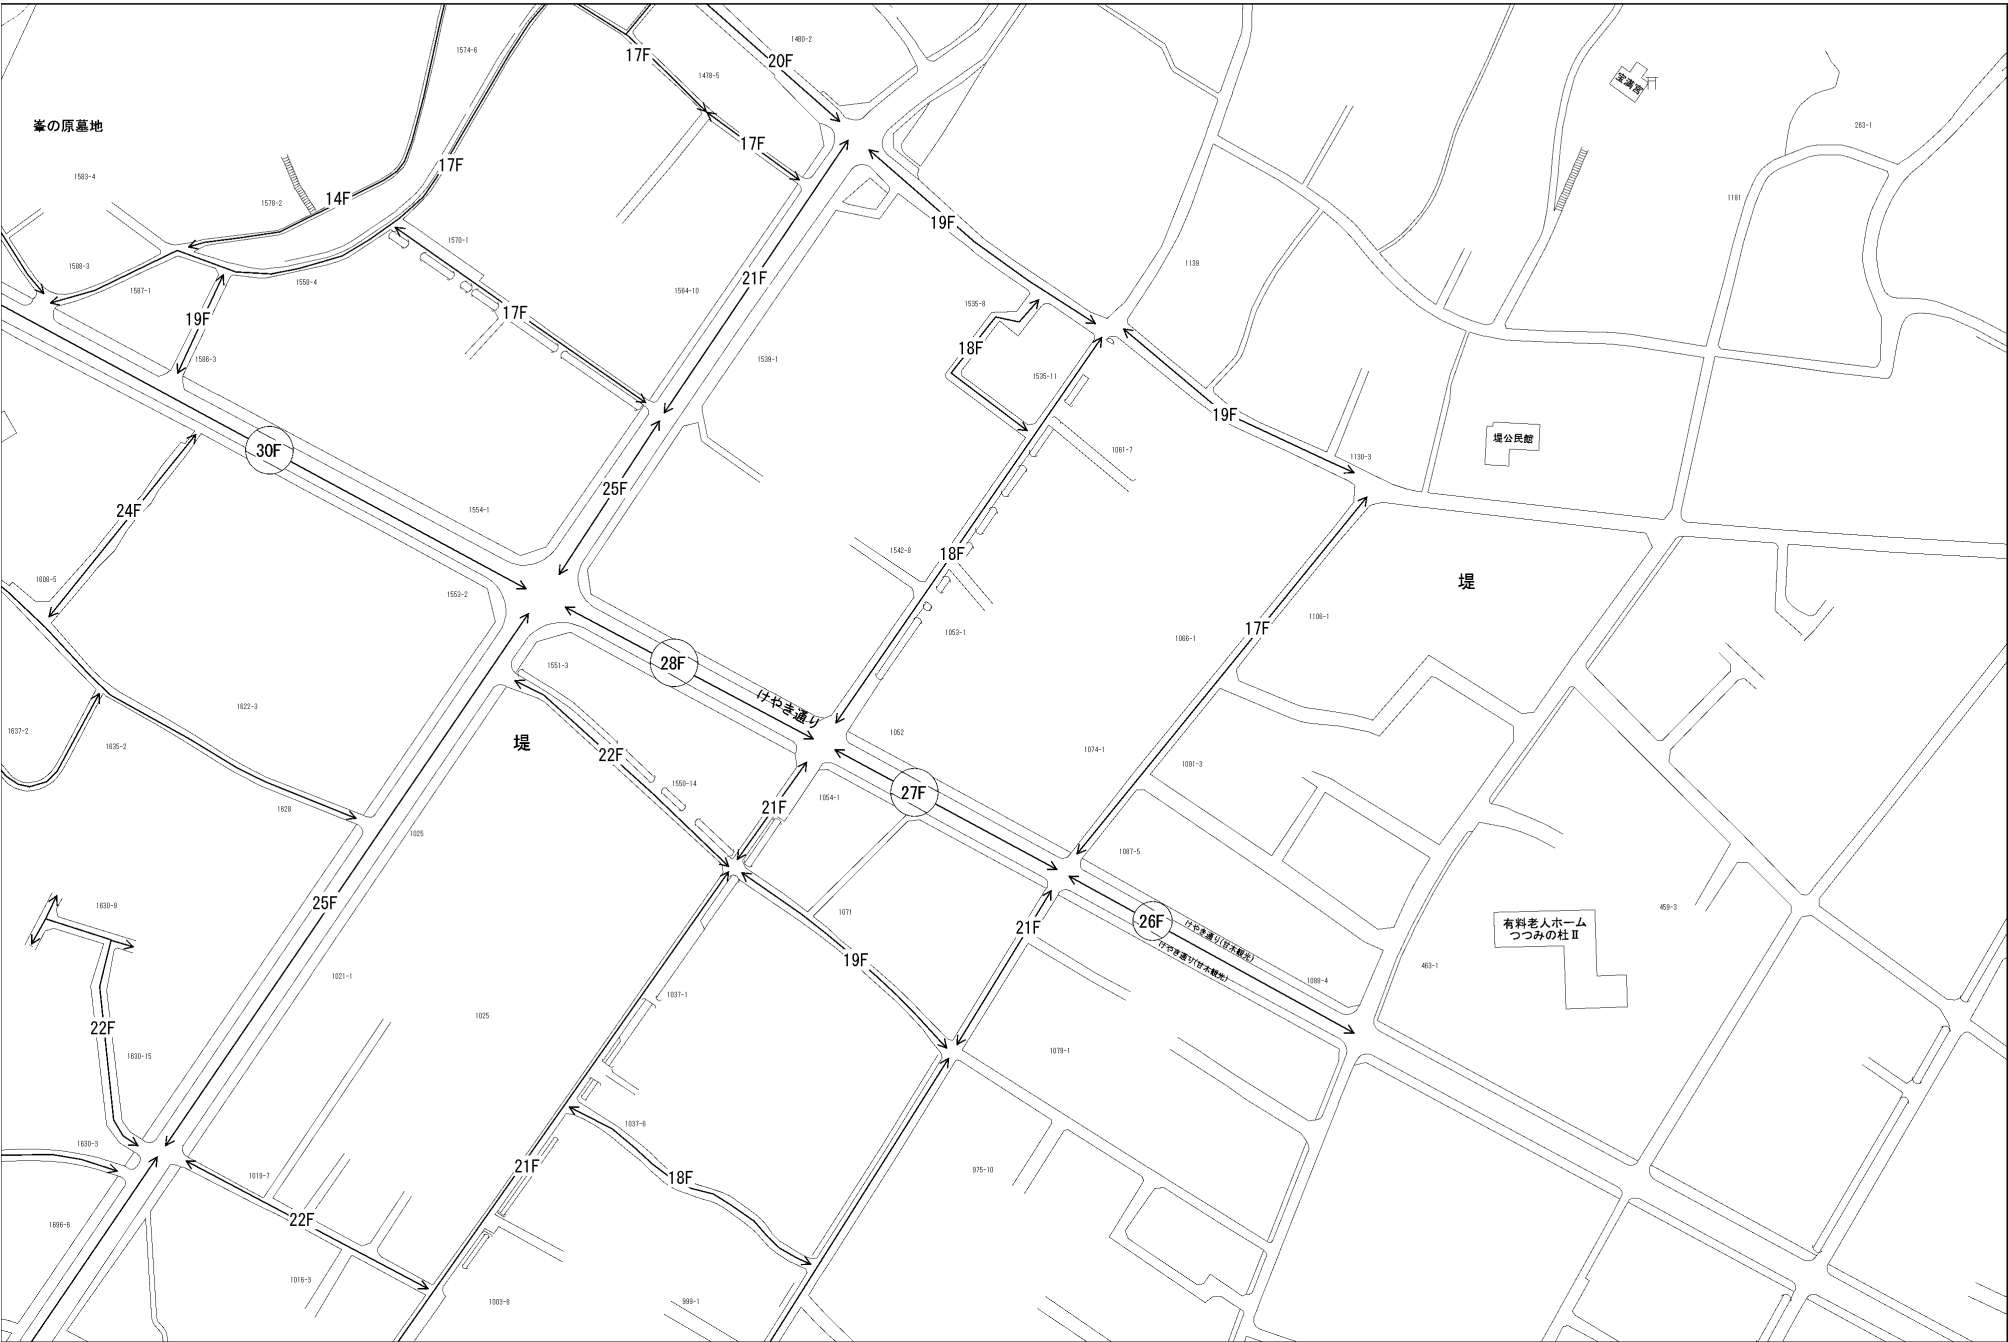 1574-6
17F
20F
1480-2
1478-5
宝満宮
峯の原墓地
263-1
17F
17F
1583-4
14F
1578-2
1181
19F
1570-1
1588-3
1587-1
1558-4
1564-10
21F
1139
1535-8
19F
17F
18F
1586-3
1539-1
1535-11
19F
堤公民館
30F
1061-7
1130-3
24F
25F
1554-1
1542-8
18F
1608-5
1553-2
堤
17F
1106-1
1053-1
1066-1
28F
1551-3
けやき通り
1622-3
1637-2
1635-2
堤
22F
1052
1074-1
1091-3
1550-14
27F
1054-1
21F
1628
1025
1087-5
25F
1630-9
1071
21F
26F
けやき通り(甘木観光)
けやき通り(甘木観光)
459-3
有料老人ホーム
つつみの杜Ⅱ
19F
463-1
1021-1
1037-1
1088-4
22F
1025
1630-15
1079-1
1037-6
1630-3
1019-7
21F
18F
975-10
1696-6
22F
1016-3
1003-8
999-1